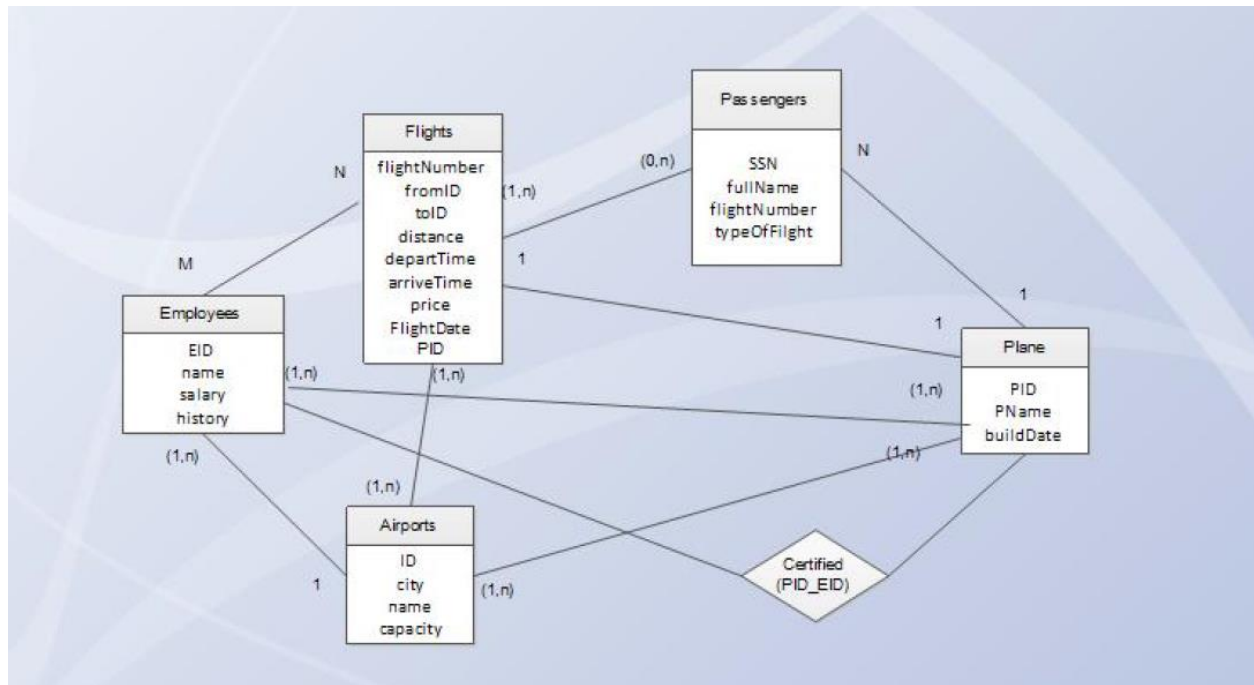 Passengers
SSN
fullName
flightNumber
typeOfFilght
N
(0,n)
Flights
flightNumber
fromID
toID
distance
departTime
arriveTime
price
FlightDate
PID
N
(1,n)
1
(1,n)
M
Employees
EID
name
salary
history
(1,n)
(1,n)
1
1
Plane
PID
PName
buildDate
(1,n)
(1,n)
(1,n)
Airports
ID
city
name
capacity
1
(1,n)
Certified
(PID_EID)